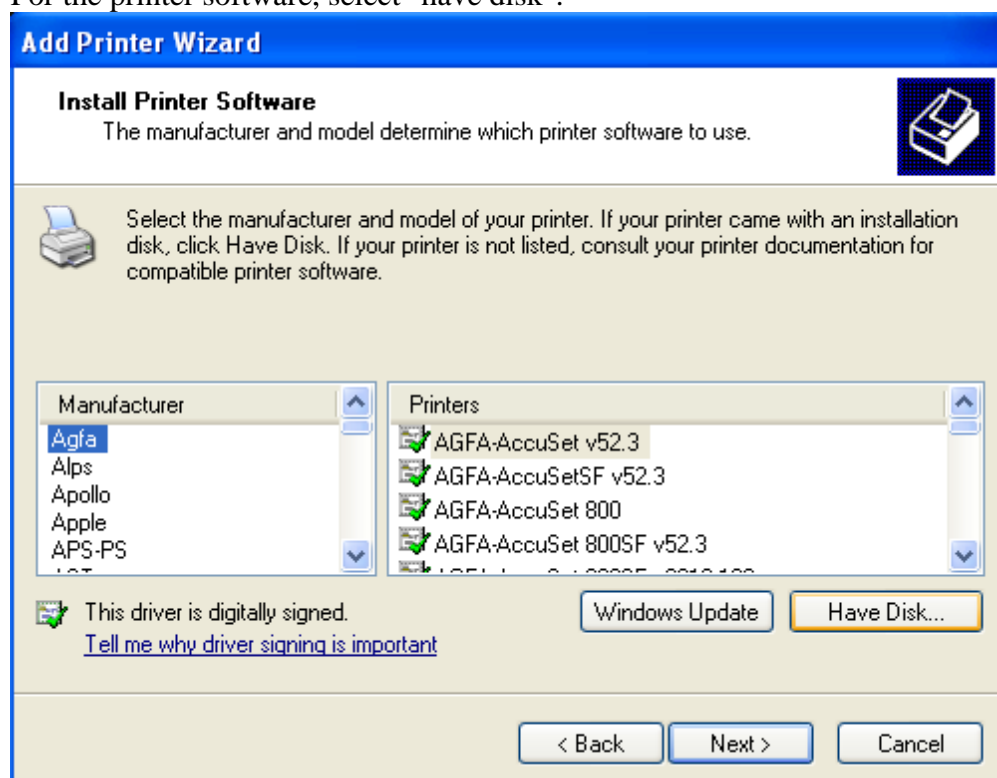 For the printer software, select "have disk".
Add Printer Wizard
Install Printer Software
The manufacturer and model determine which printer software to use.
Select the manufacturer and model of your printer. If your printer came with an installation
disk, click Have Disk. If your printer is not listed, consult your printer documentation for
compatible printer software.
Manufacturer
Printers
Agfa
Alps
Apollo
Apple
APS-PS
AGFA-AccuSet v52.3
AGFA-AccuSetSF v52.3
AGFA-AccuSet 800
AGFA-AccuSet 800SF v52.3
This driver is digitally signed.
Tell me why driver signing is important
Windows Update
Have Disk...
< Back
Next >
Cancel